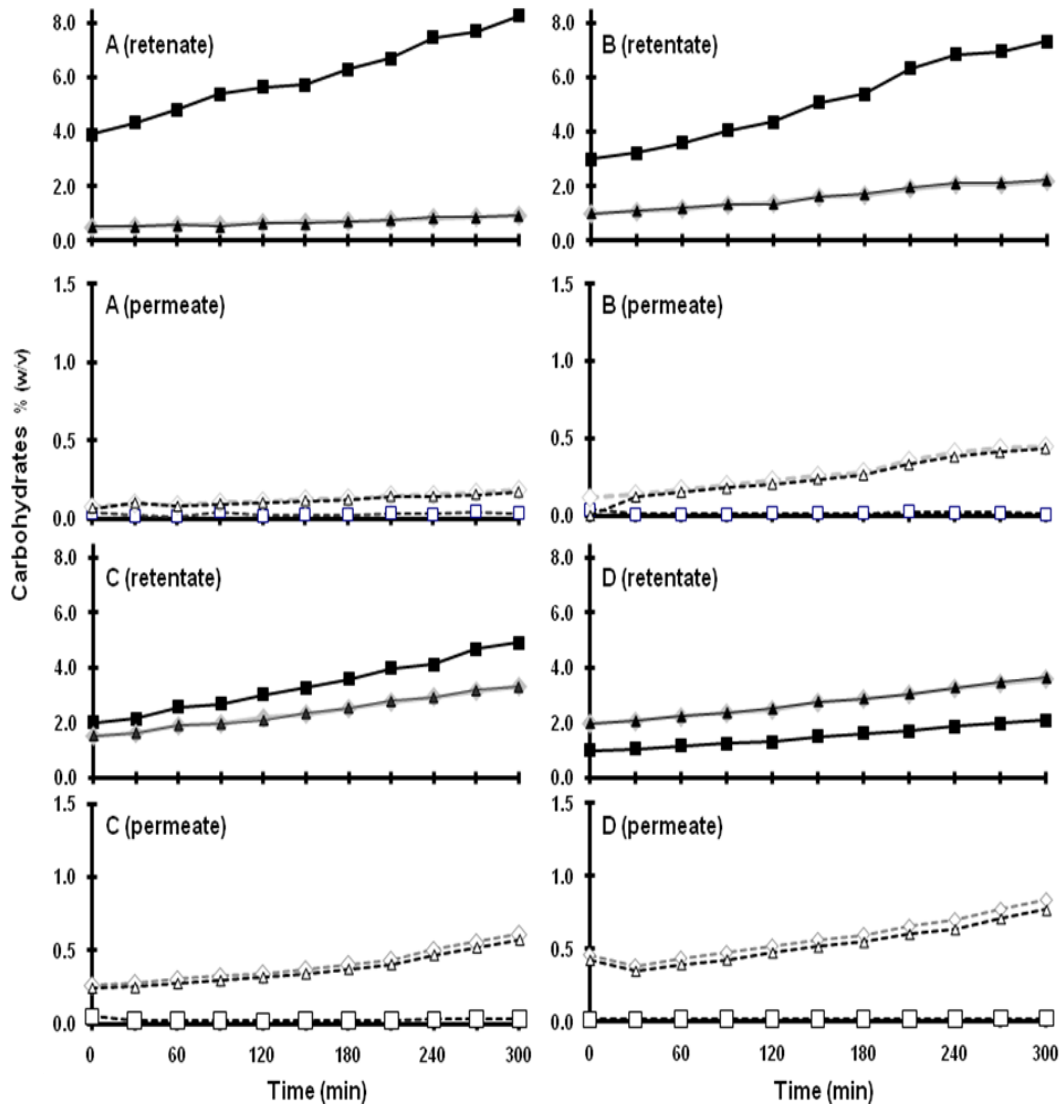 Carbohydrates % (w/v)
A (retenate)
8.0
6.0
4.0
2.0
0.0
B (retentate)
8.0
6.0
4.0
2.0
0.0
A (permeate)
1.5
1.0
0.5
0.0
B (permeate)
1.5
1.0
0.5
0.0
C (retentate)
8.0
6.0
4.0
2.0
0.0
D (retentate)
8.0
6.0
4.0
2.0
0.0
C (permeate)
1.5
1.0
0.5
0.0
D (permeate)
1.5
1.0
0.5
0.0
0 60 120 180 240 300
0 60 120 180 240 300
Time (min)
Time (min)